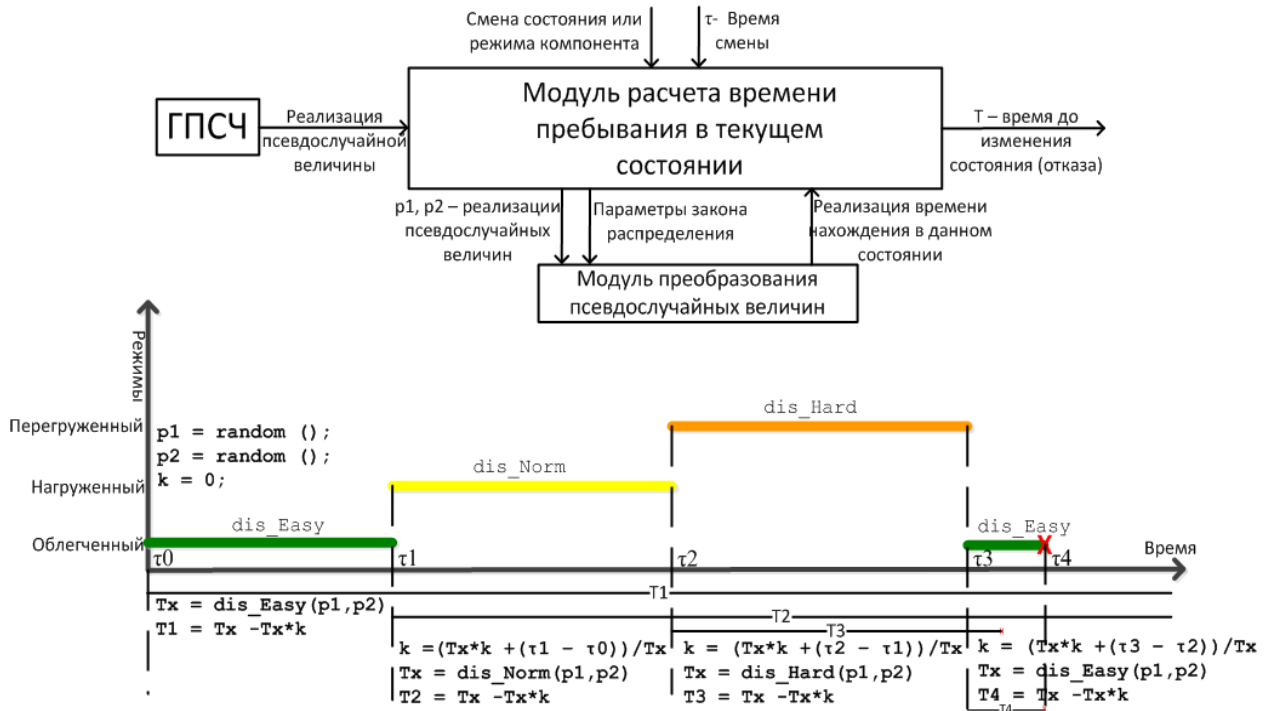 Смена состояния или
режима компонента
τ- Время
смены
ГПСЧ
Реализация
псевдослучайной
величины
Модуль расчета времени
пребывания в текущем
состоянии
T – время до
изменения
состояния (отказа)
p1, p2 – реализации
псевдослучайных
величин
Параметры закона
распределения
Реализация времени
нахождения в данном
состоянии
Модуль преобразования
псевдослучайных величин
Режимы
Перегруженный
Нагруженный
Облегченный
p1 = random ();
p2 = random ();
k = 0;
dis_Easy
dis_Norm
dis_Hard
dis_Easy
Время
τ0
τ1
τ2
τ3
τ4
T1
T2
T3
Tx = dis_Easy(p1,p2)
T1 = Tx -Tx*k
k =(Tx*k +(τ1 - τ0))/Tx
Tx = dis_Norm(p1,p2)
T2 = Tx -Tx*k
k = (Tx*k +(τ2 - τ1))/Tx
Tx = dis_Hard(p1,p2)
T3 = Tx -Tx*k
k = (Tx*k +(τ3 - τ2))/Tx
Tx = dis_Easy(p1,p2)
T4 = Tx -Tx*k
T4